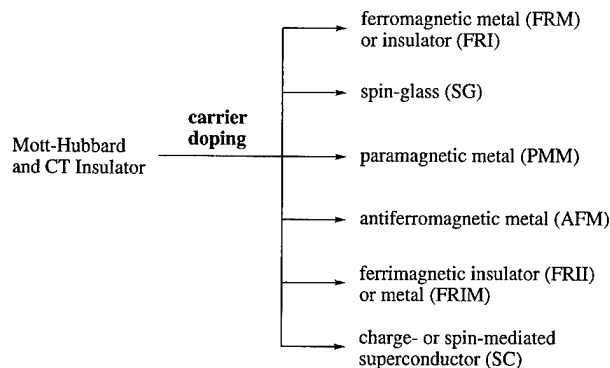 ferromagnetic metal (FRM)
or insulator (FRI)
spin-glass (SG)
carrier
doping
Mott-Hubbard
and CT Insulator
paramagnetic metal (PMM)
antiferromagnetic metal (AFM)
ferrimagnetic insulator (FRII)
or metal (FRIM)
charge- or spin-mediated
superconductor (SC)